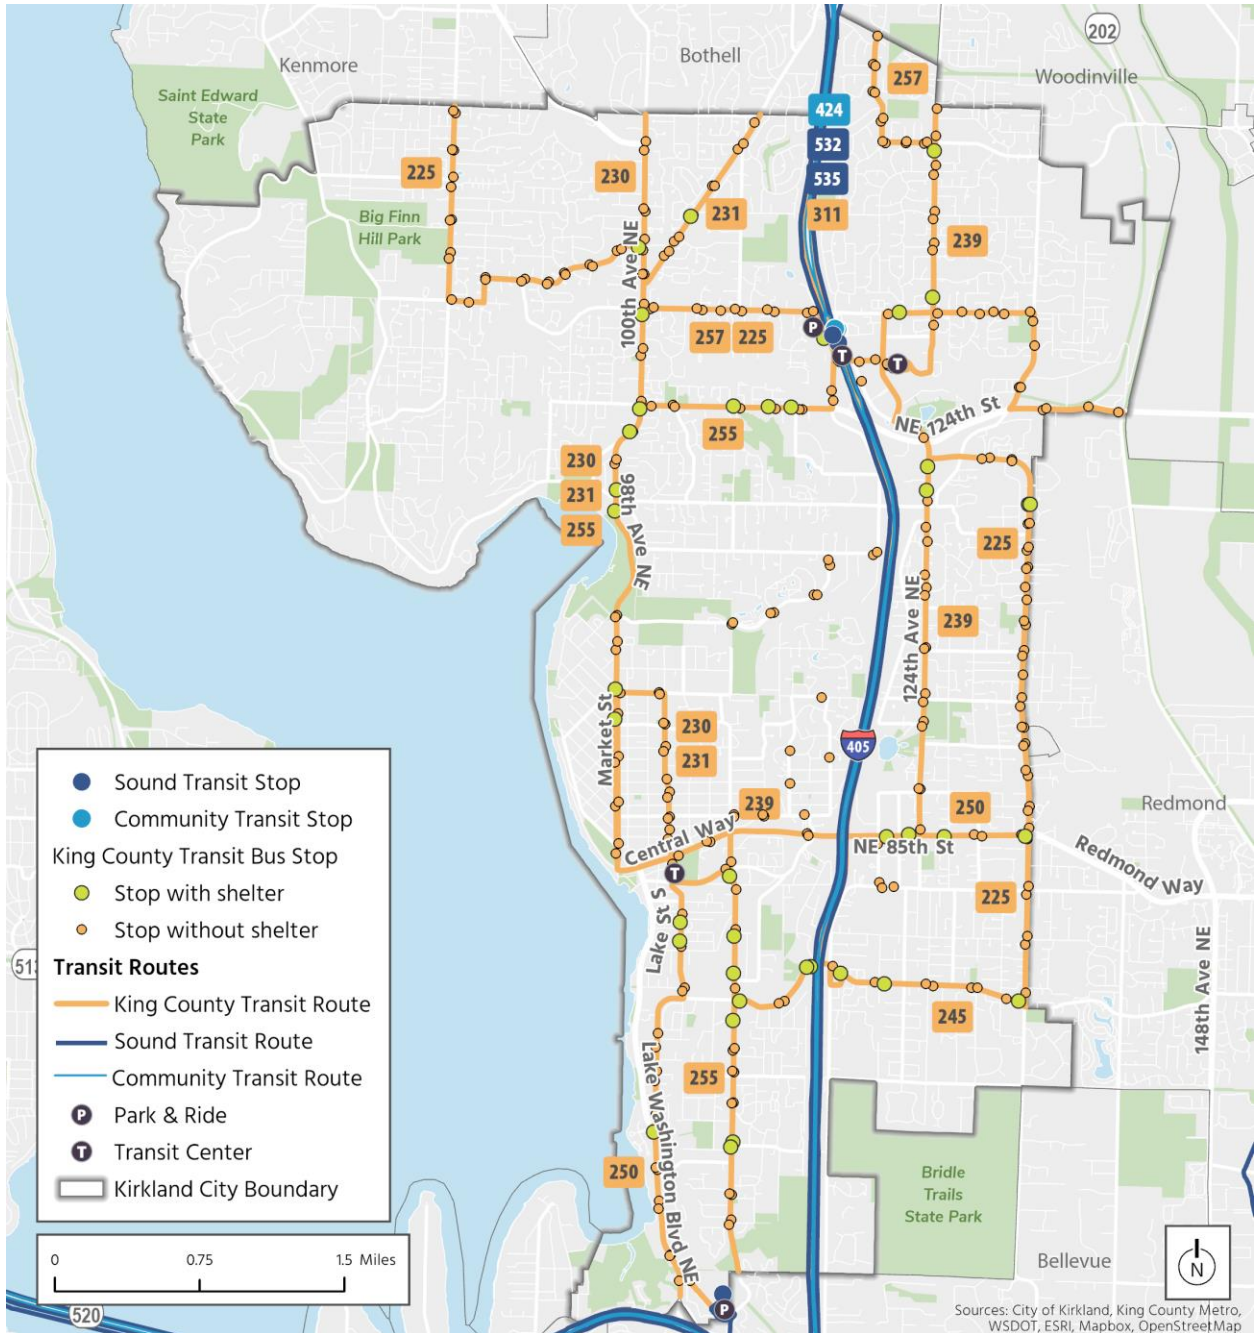 Kenmore
Bothell
202
Woodinville
Saint Edward
State
Park
257
424
532
535
311
225
230
231
239
Big Finn
Hill Park
100th Ave NE
P
257
225
T
T
NE 124th St
255
230
231
255
98th Ave NE
225
124th Ave NE
239
Market St
230
231
405
239
250
Redmond
Central Way
NE 85th St
Redmond Way
T
225
Lake St S
148th Ave NE
513
245
Lake Washington Blvd NE
255
250
Bridle
Trails
State Park
Bellevue
P
520
Sound Transit Stop
Community Transit Stop
King County Transit Bus Stop
Stop with shelter
Stop without shelter
Transit Routes
King County Transit Route
Sound Transit Route
Community Transit Route
P Park & Ride
T Transit Center
Kirkland City Boundary
0 0.75 1.5 Miles
N
Sources: City of Kirkland, King County Metro,
WSDOT, ESRI, Mapbox, OpenStreetMap